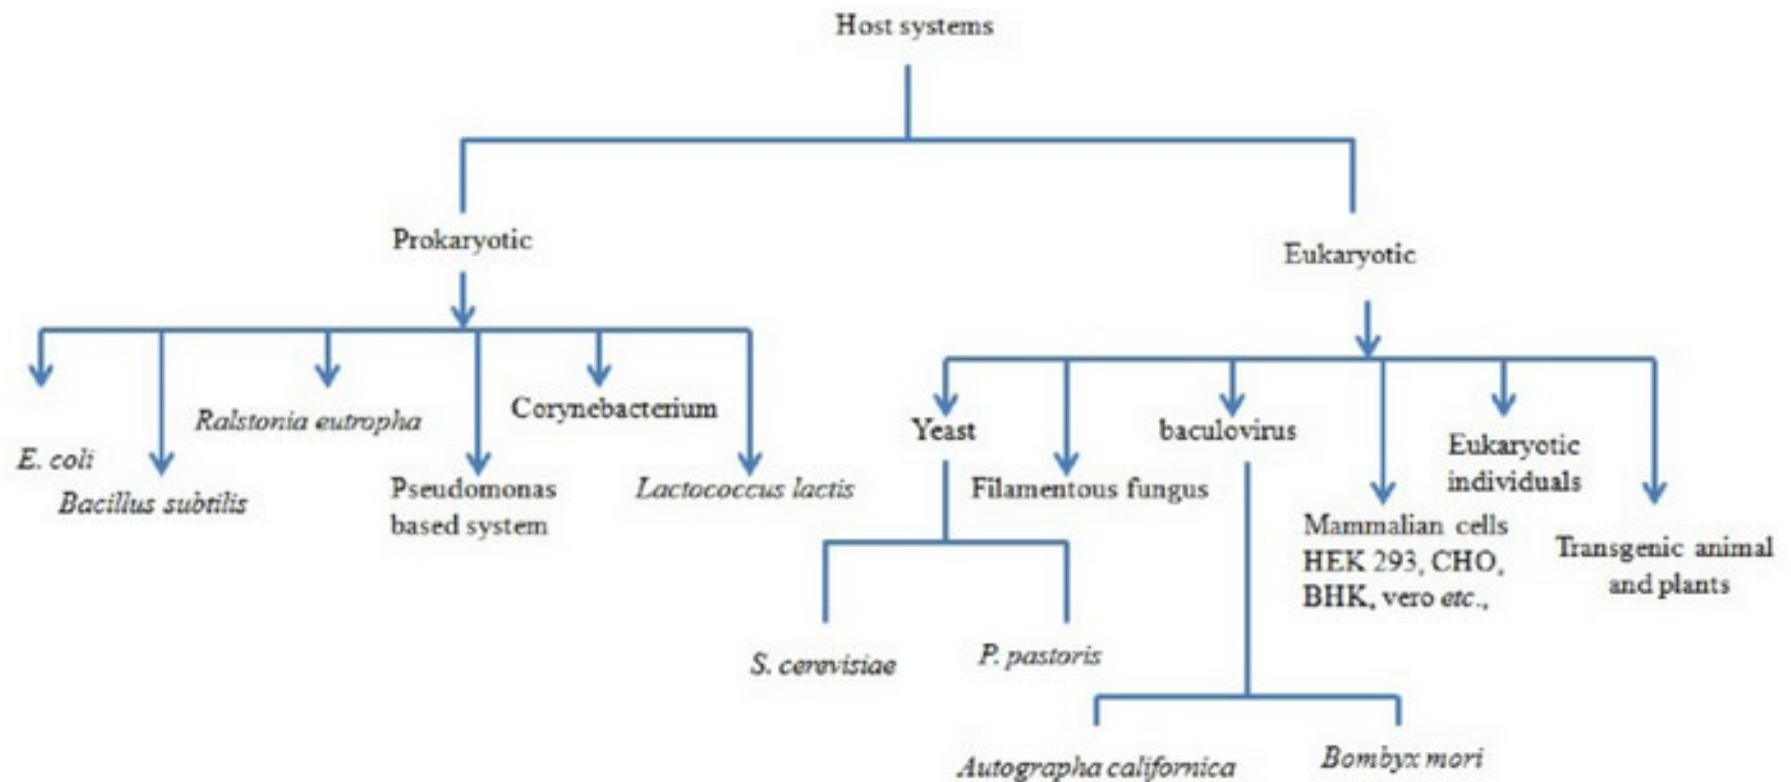 Host systems
Prokaryotic
Eukaryotic
E. coli
Bacillus subtilis
Ralstonia eutropha
Pseudomonas
based system
Corynebacterium
Lactococcus lactis
Yeast
S. cerevisiae
P. pastoris
Filamentous fungus
baculovirus
Autographa californica
Bombyx mori
Mammalian cells
HEK 293, CHO,
BHK, vero etc.,
Eukaryotic
individuals
Transgenic animal
and plants